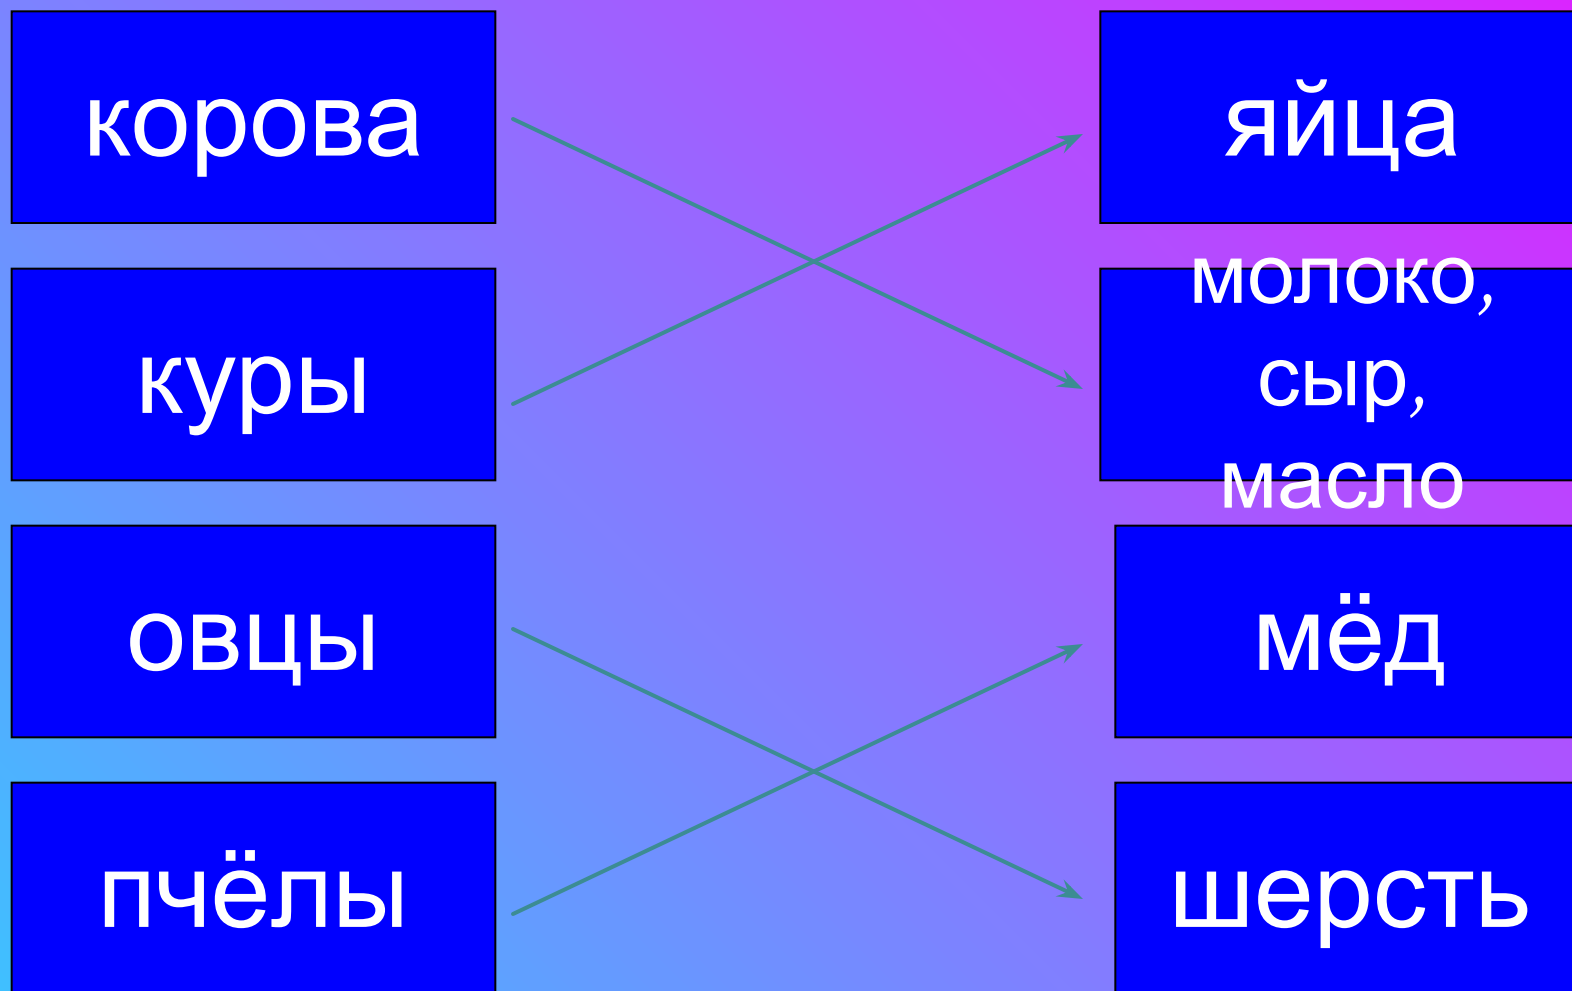 корова
яйца
куры
молоко,
сыр,
масло
овцы
мёд
пчёлы
шерсть